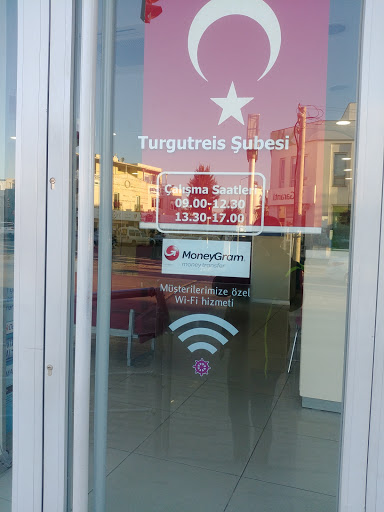 Turgutreis Şubesi
Çalışma Saatleri
09.00-12.30
13.30-17.00
MoneyGram
money transfer
Müşterilerimize özel
Wi-Fi hizmeti